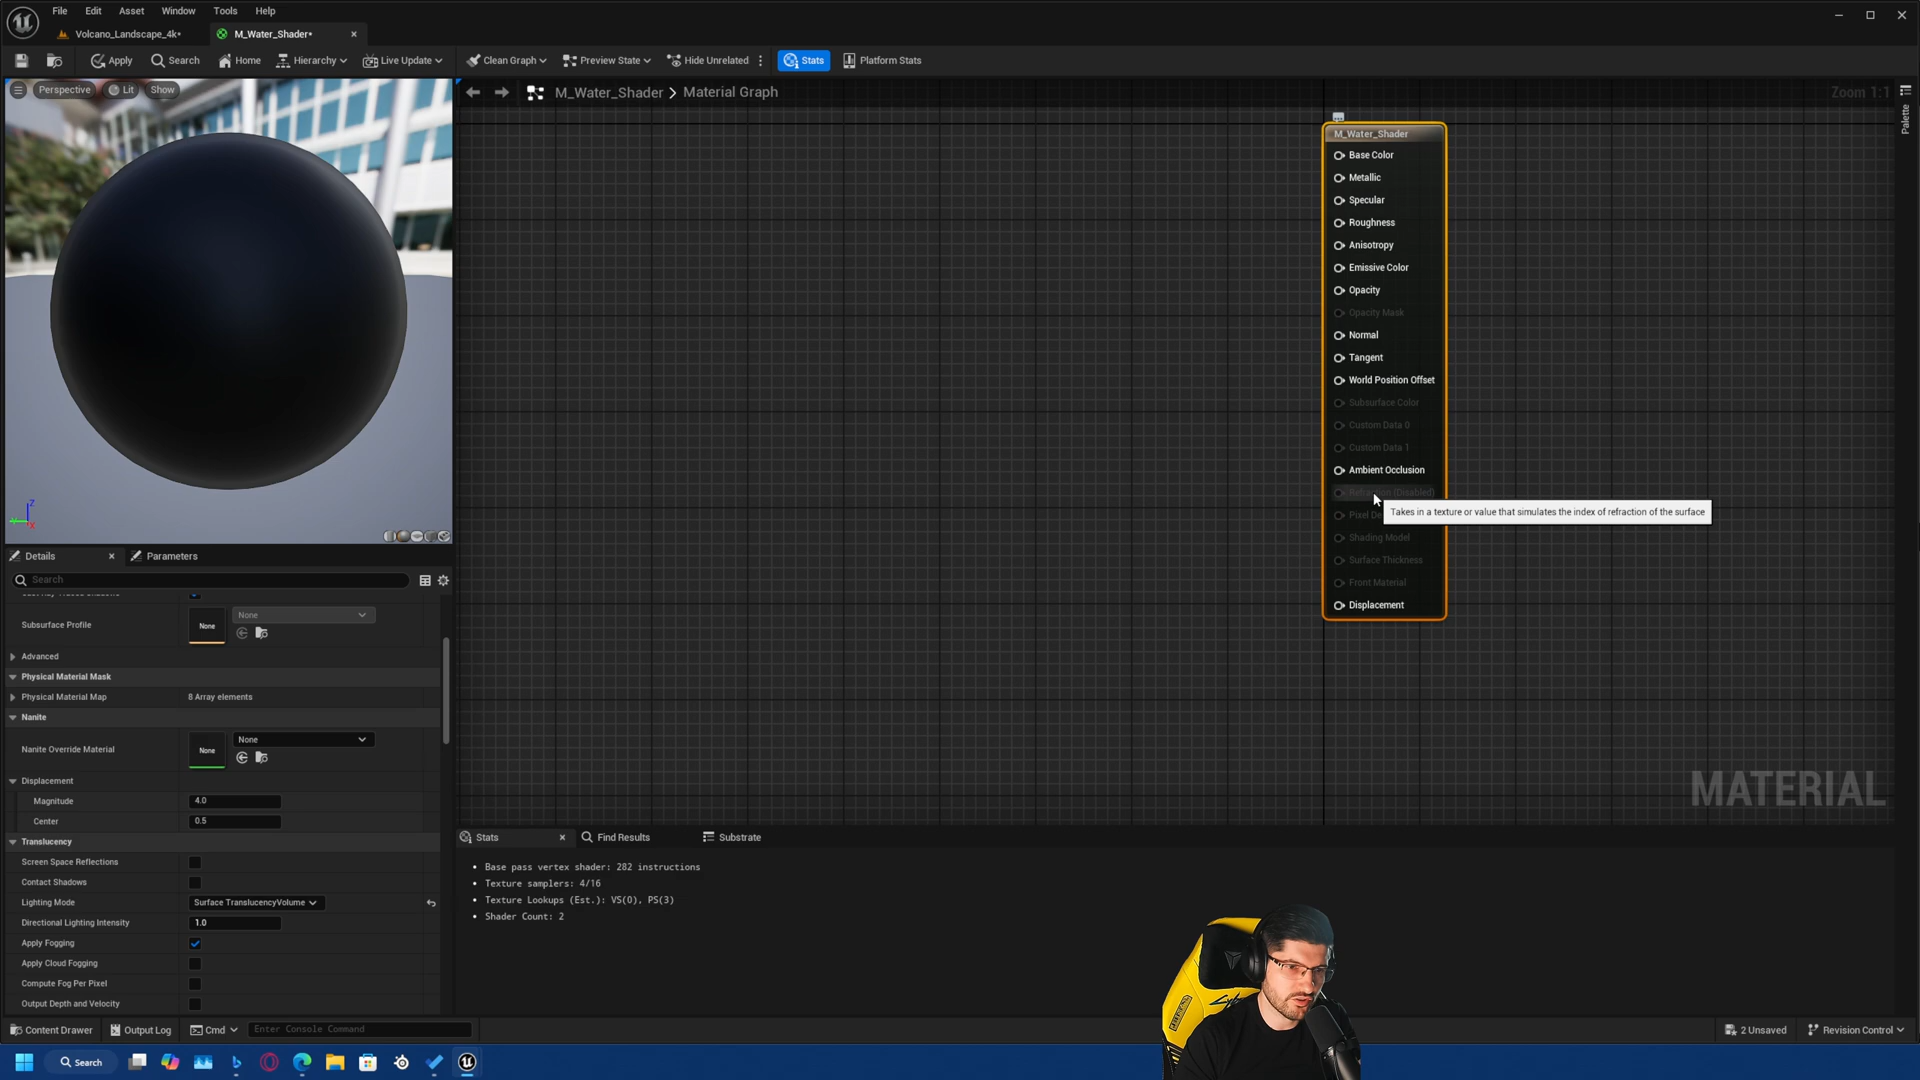 File Edit Asset Window Tools Help
Volcano_Landscape_4k*
M_Water_Shader*
Apply
Search
Home
Hierarchy
Live Update
Clean Graph
Preview State
Hide Unrelated
Stats
Platform Stats
Perspective
Lit
Show
M_Water_Shader
Material Graph
Zoom 1:1
Palette
M_Water_Shader
Base Color
Metallic
Specular
Roughness
Anisotropy
Emissive Color
Opacity
Opacity Mask
Normal
Tangent
World Position Offset
Subsurface Color
Custom Data 0
Custom Data 1
Ambient Occlusion
(Disabled)
Takes in a texture or value that simulates the index of refraction of the surface
Pixel
Shading Model
Surface Thickness
Front Material
Displacement
Z
Details
Parameters
Search
Subsurface Profile
None
None
Advanced
Physical Material Mask
Physical Material Map 8 Array elements
Nanite
Nanite Override Material
None
None
Displacement
Magnitude 4.0
Center 0.5
Translucency
Screen Space Reflections
Contact Shadows
Lighting Mode Surface TranslucencyVolume
Directional Lighting Intensity 1.0
Apply Fogging
Apply Cloud Fogging
Compute Fog Per Pixel
Output Depth and Velocity
MATERIAL
Stats
Find Results
Substrate
Base pass vertex shader: 282 instructions
Texture samplers: 4/16
Texture Lookups (Est.): VS(0), PS(3)
Shader Count: 2
Content Drawer
Output Log
Cmd
Enter Console Command
2 Unsaved
Revision Control
Search